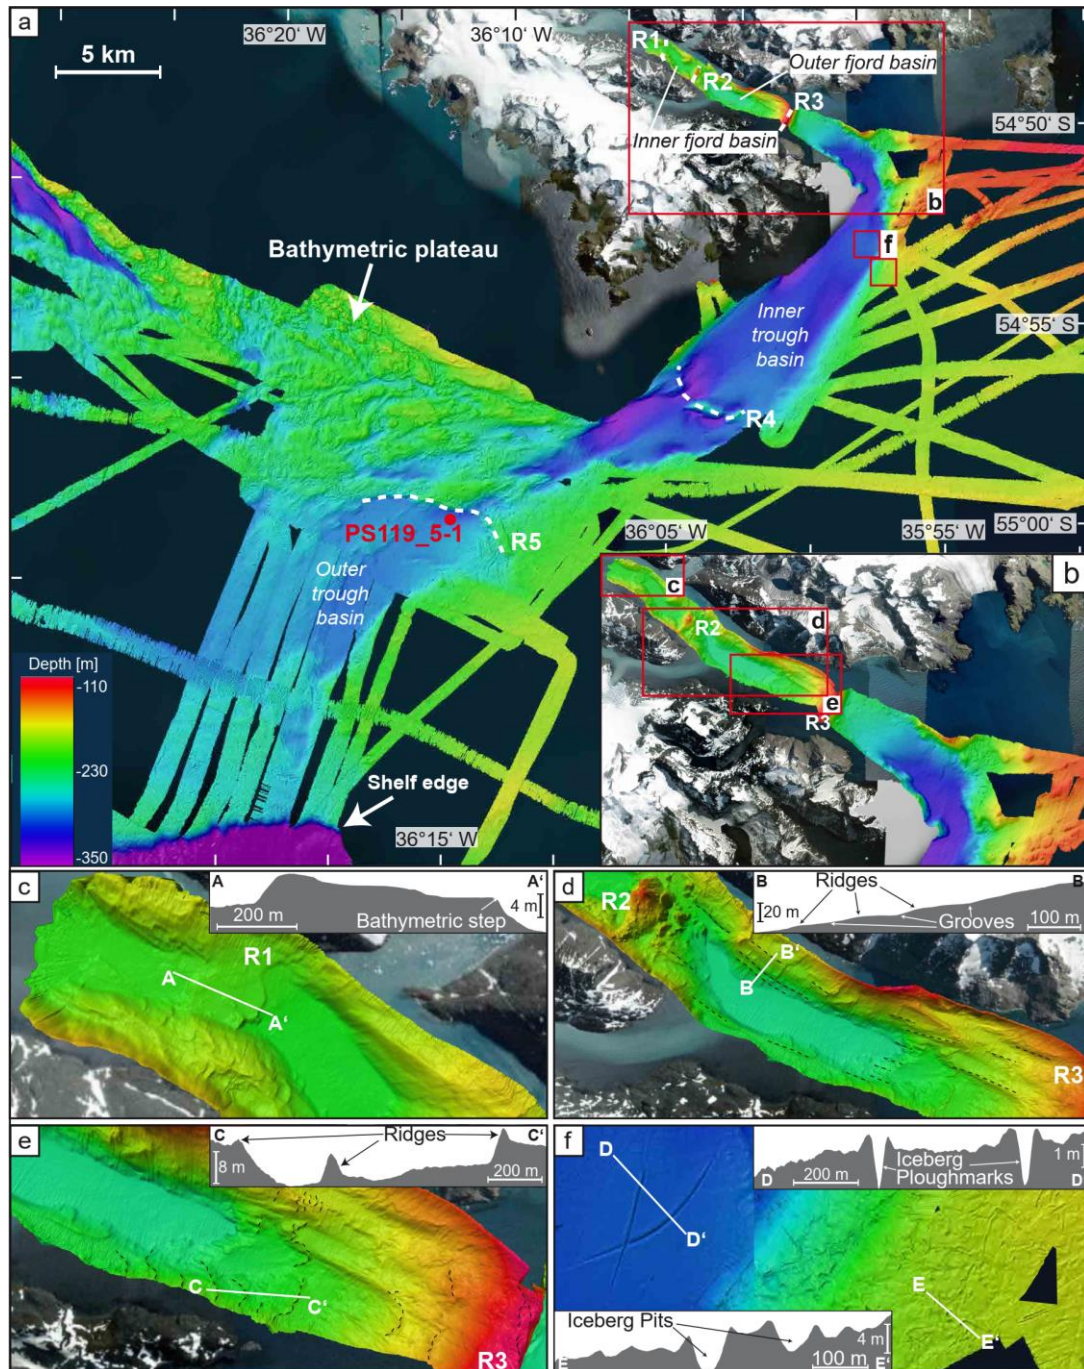 a
36°20‘ W
36°10‘ W
5 km
R1
R2
Outer fjord basin
R3
Inner fjord basin
54°50‘ S
b
f
Bathymetric plateau
Inner
trough
basin
54°55‘ S
R4
PS119_5-1
R5
Outer
trough
basin
36°05‘ W
35°55‘ W
55°00‘ S
b
c
R2
d
e
R3
Depth [m]
-110
-230
-350
Shelf edge
36°15‘ W
c
A
A‘
200 m
Bathymetric step
4 m
R1
A
A‘
d
R2
B
Ridges
B
20 m
Grooves
100 m
B‘
B
R3
e
C
Ridges
C‘
8 m
200 m
C
C‘
R3
f
D
D‘
D
200 m
Iceberg
Ploughmarks
1 m
D
E
E‘
Iceberg Pits
4 m
E
100 m
E‘